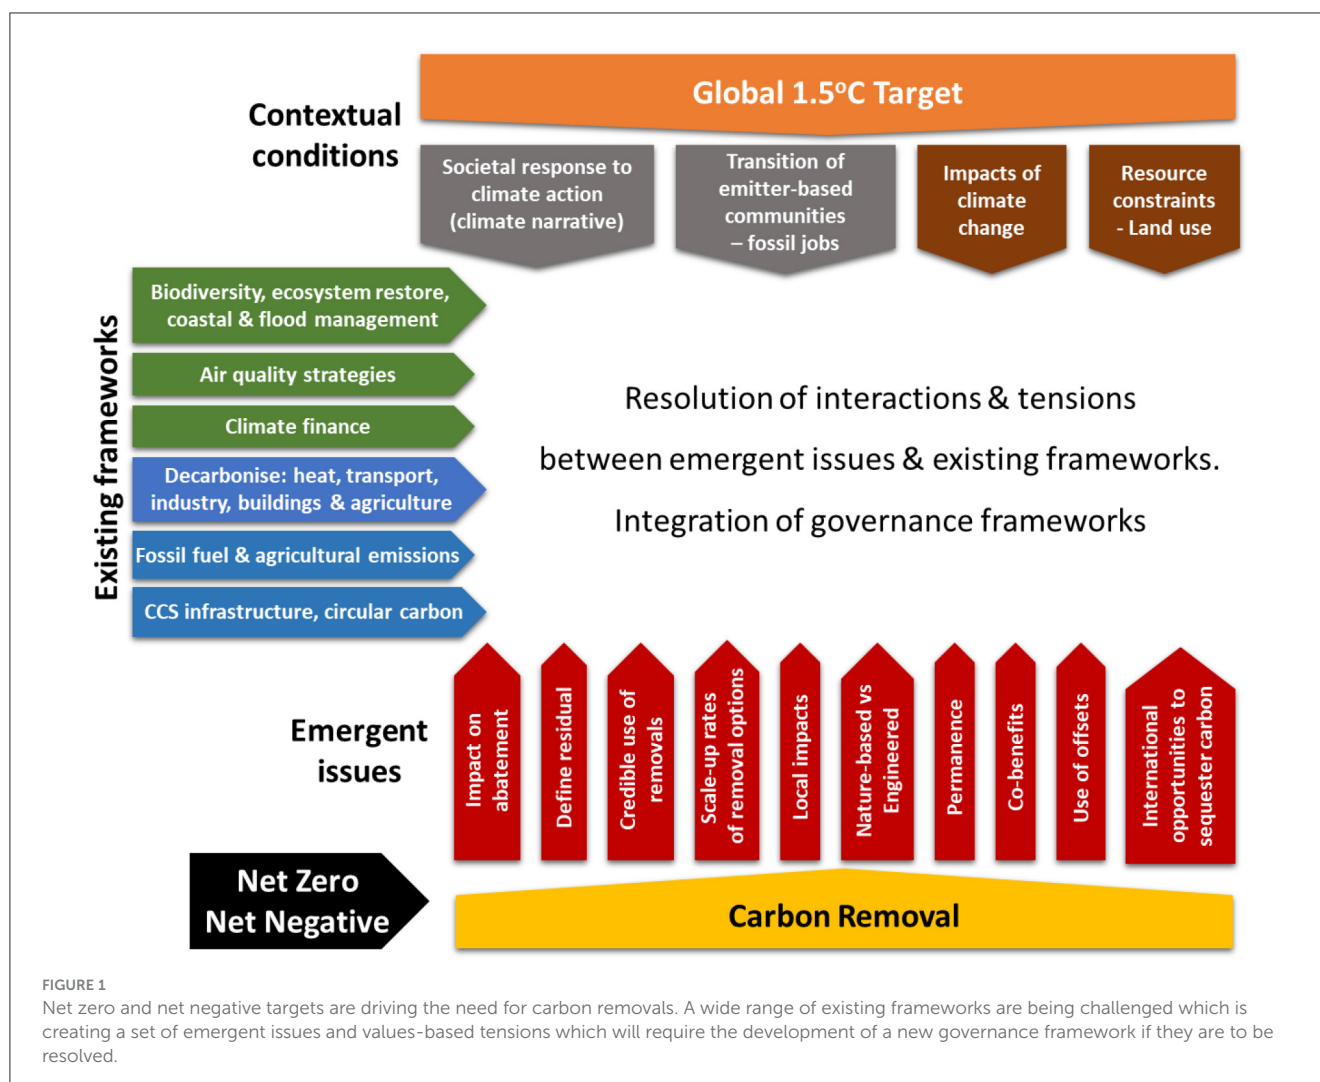 Contextual
conditions
Global 1.5°C Target
Societal response to
climate action
(climate narrative)
Transition of
emitter-based
communities
– fossil jobs
Impacts of
climate
change
Resource
constraints
- Land use
Existing frameworks
Biodiversity, ecosystem restore,
coastal & flood management
Air quality strategies
Climate finance
Decarbonise: heat, transport,
industry, buildings & agriculture
Fossil fuel & agricultural emissions
CCS infrastructure, circular carbon
Resolution of interactions & tensions
between emergent issues & existing frameworks.
Integration of governance frameworks
Emergent
issues
Impact on
abatement
Define residual
Credible use of
removals
Scale-up rates
of removal options
Local impacts
Nature-based vs
Engineered
Permanence
Co-benefits
Use of offsets
International
opportunities to
sequester carbon
Net Zero
Net Negative
Carbon Removal
FIGURE 1
Net zero and net negative targets are driving the need for carbon removals. A wide range of existing frameworks are being challenged which is
creating a set of emergent issues and values-based tensions which will require the development of a new governance framework if they are to be
resolved.